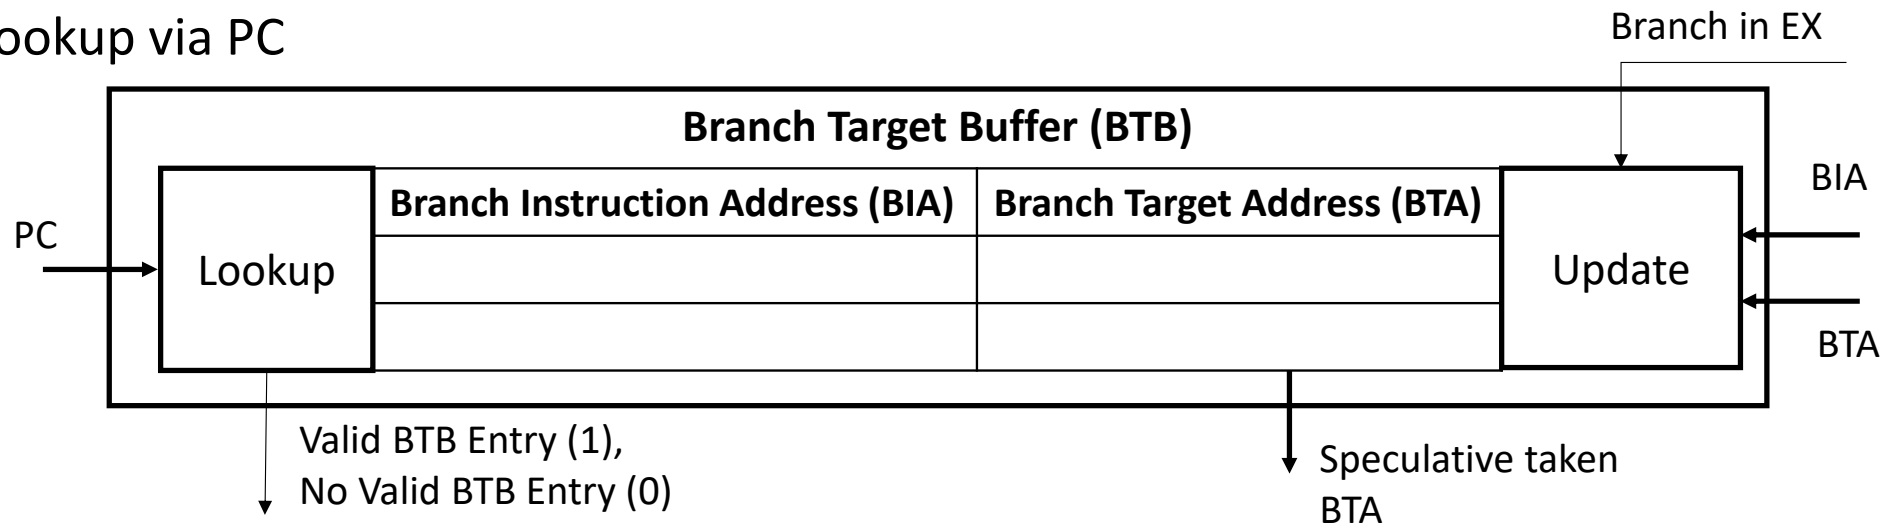 ookup via PC
Branch in EX
Branch Target Buffer (BTB)
BIA
Branch Instruction Address (BIA)
Branch Target Address (BTA)
PC
Lookup
Update
BTA
Valid BTB Entry (1),
No Valid BTB Entry (0)
Speculative taken
BTA